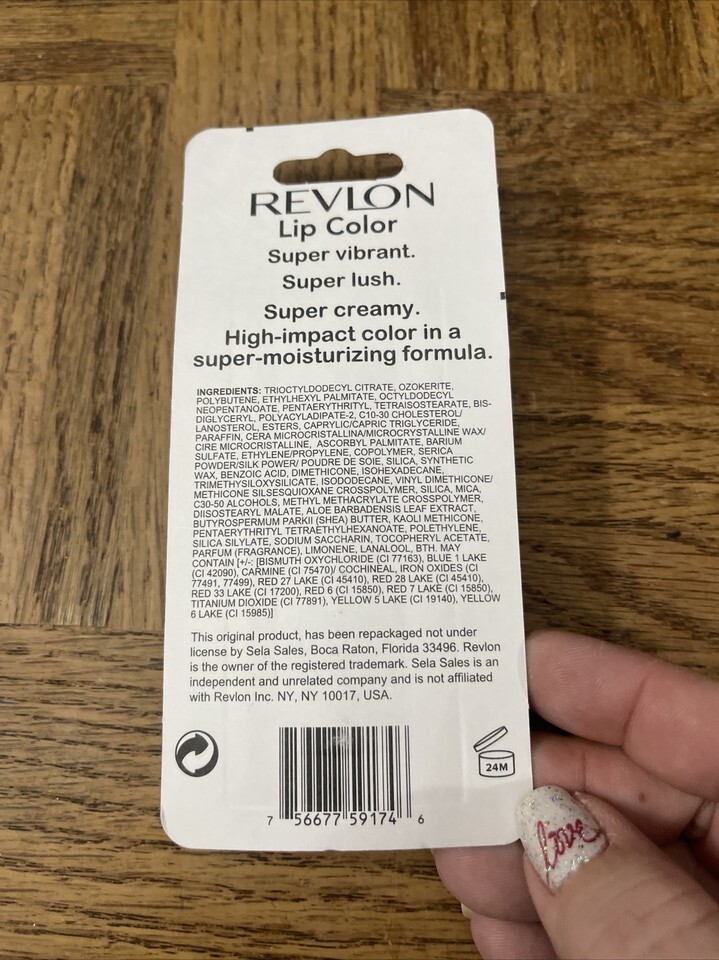 REVLON
Lip Color
Super vibrant.
Super lush.
Super creamy.
High-impact color in a
super-moisturizing formula.
INGREDIENTS: TRIOCTYLDODECYL CITRATE, OZOKERITE,
POLYBUTENE, ETHYLHEXYL PALMITATE, OCTYLDODECYL
NEOPENTANOATE, PENTAERYTHRITYL, TETRAISOSTEARATE, BIS-
DIGLYCERYL, POLYACYLADIPATE-2, C10-30 CHOLESTEROL/
LANOSTEROL, ESTERS, CAPRYLIC/CAPRIC TRIGLYCERIDE,
PARAFFIN, CERA MICROCRISTALLINA/MICROCRYSTALLINE WAX/
CIRE MICROCRISTALLINE, ASCORBYL PALMITATE, BARIUM
SULFATE, ETHYLENE/PROPYLENE, COPOLYMER, SERICA
POWDER/SILK POWER/ POUDRE DE SOIE, SILICA, SYNTHETIC
WAX, BENZOIC ACID, DIMETHICONE, ISOHEXADECANE,
TRIMETHYSILOXYSILICATE, ISODODECANE, VINYL DIMETHICONE/
METHICONE SILSESQUIOXANE CROSSPOLYMER, SILICA, MICA,
C30-50 ALCOHOLS, METHYL METHACRYLATE CROSSPOLYMER,
DIISOSTEARYL MALATE, ALOE BARBADENSIS LEAF EXTRACT,
BUTYROSPERMUM PARKII (SHEA) BUTTER, KAOLI METHICONE,
PENTAERYTHRITYL TETRAETHYLHEXANOATE, POLETHYLENE,
SILICA SILYLATE, SODIUM SACCHARIN, TOCOPHERYL ACETATE,
PARFUM (FRAGRANCE), LIMONENE, LANALOOL, BTH. MAY
CONTAIN [+/-: [BISMUTH OXYCHLORIDE (CI 77163), BLUE 1 LAKE
(CI 42090), CARMINE (CI 75470)/ COCHINEAL, IRON OXIDES (CI
77491, 77499), RED 27 LAKE (CI 45410), RED 28 LAKE (CI 45410),
RED 33 LAKE (CI 17200), RED 6 (CI 15850), RED 7 LAKE (CI 15850),
TITANIUM DIOXIDE (CI 77891), YELLOW 5 LAKE (CI 19140), YELLOW
6 LAKE (CI 15985)]
This original product, has been repackaged not under
license by Sela Sales, Boca Raton, Florida 33496. Revlon
is the owner of the registered trademark. Sela Sales is an
independent and unrelated company and is not affiliated
with Revlon Inc. NY, NY 10017, USA.
24M
7 56677 59174 6
love